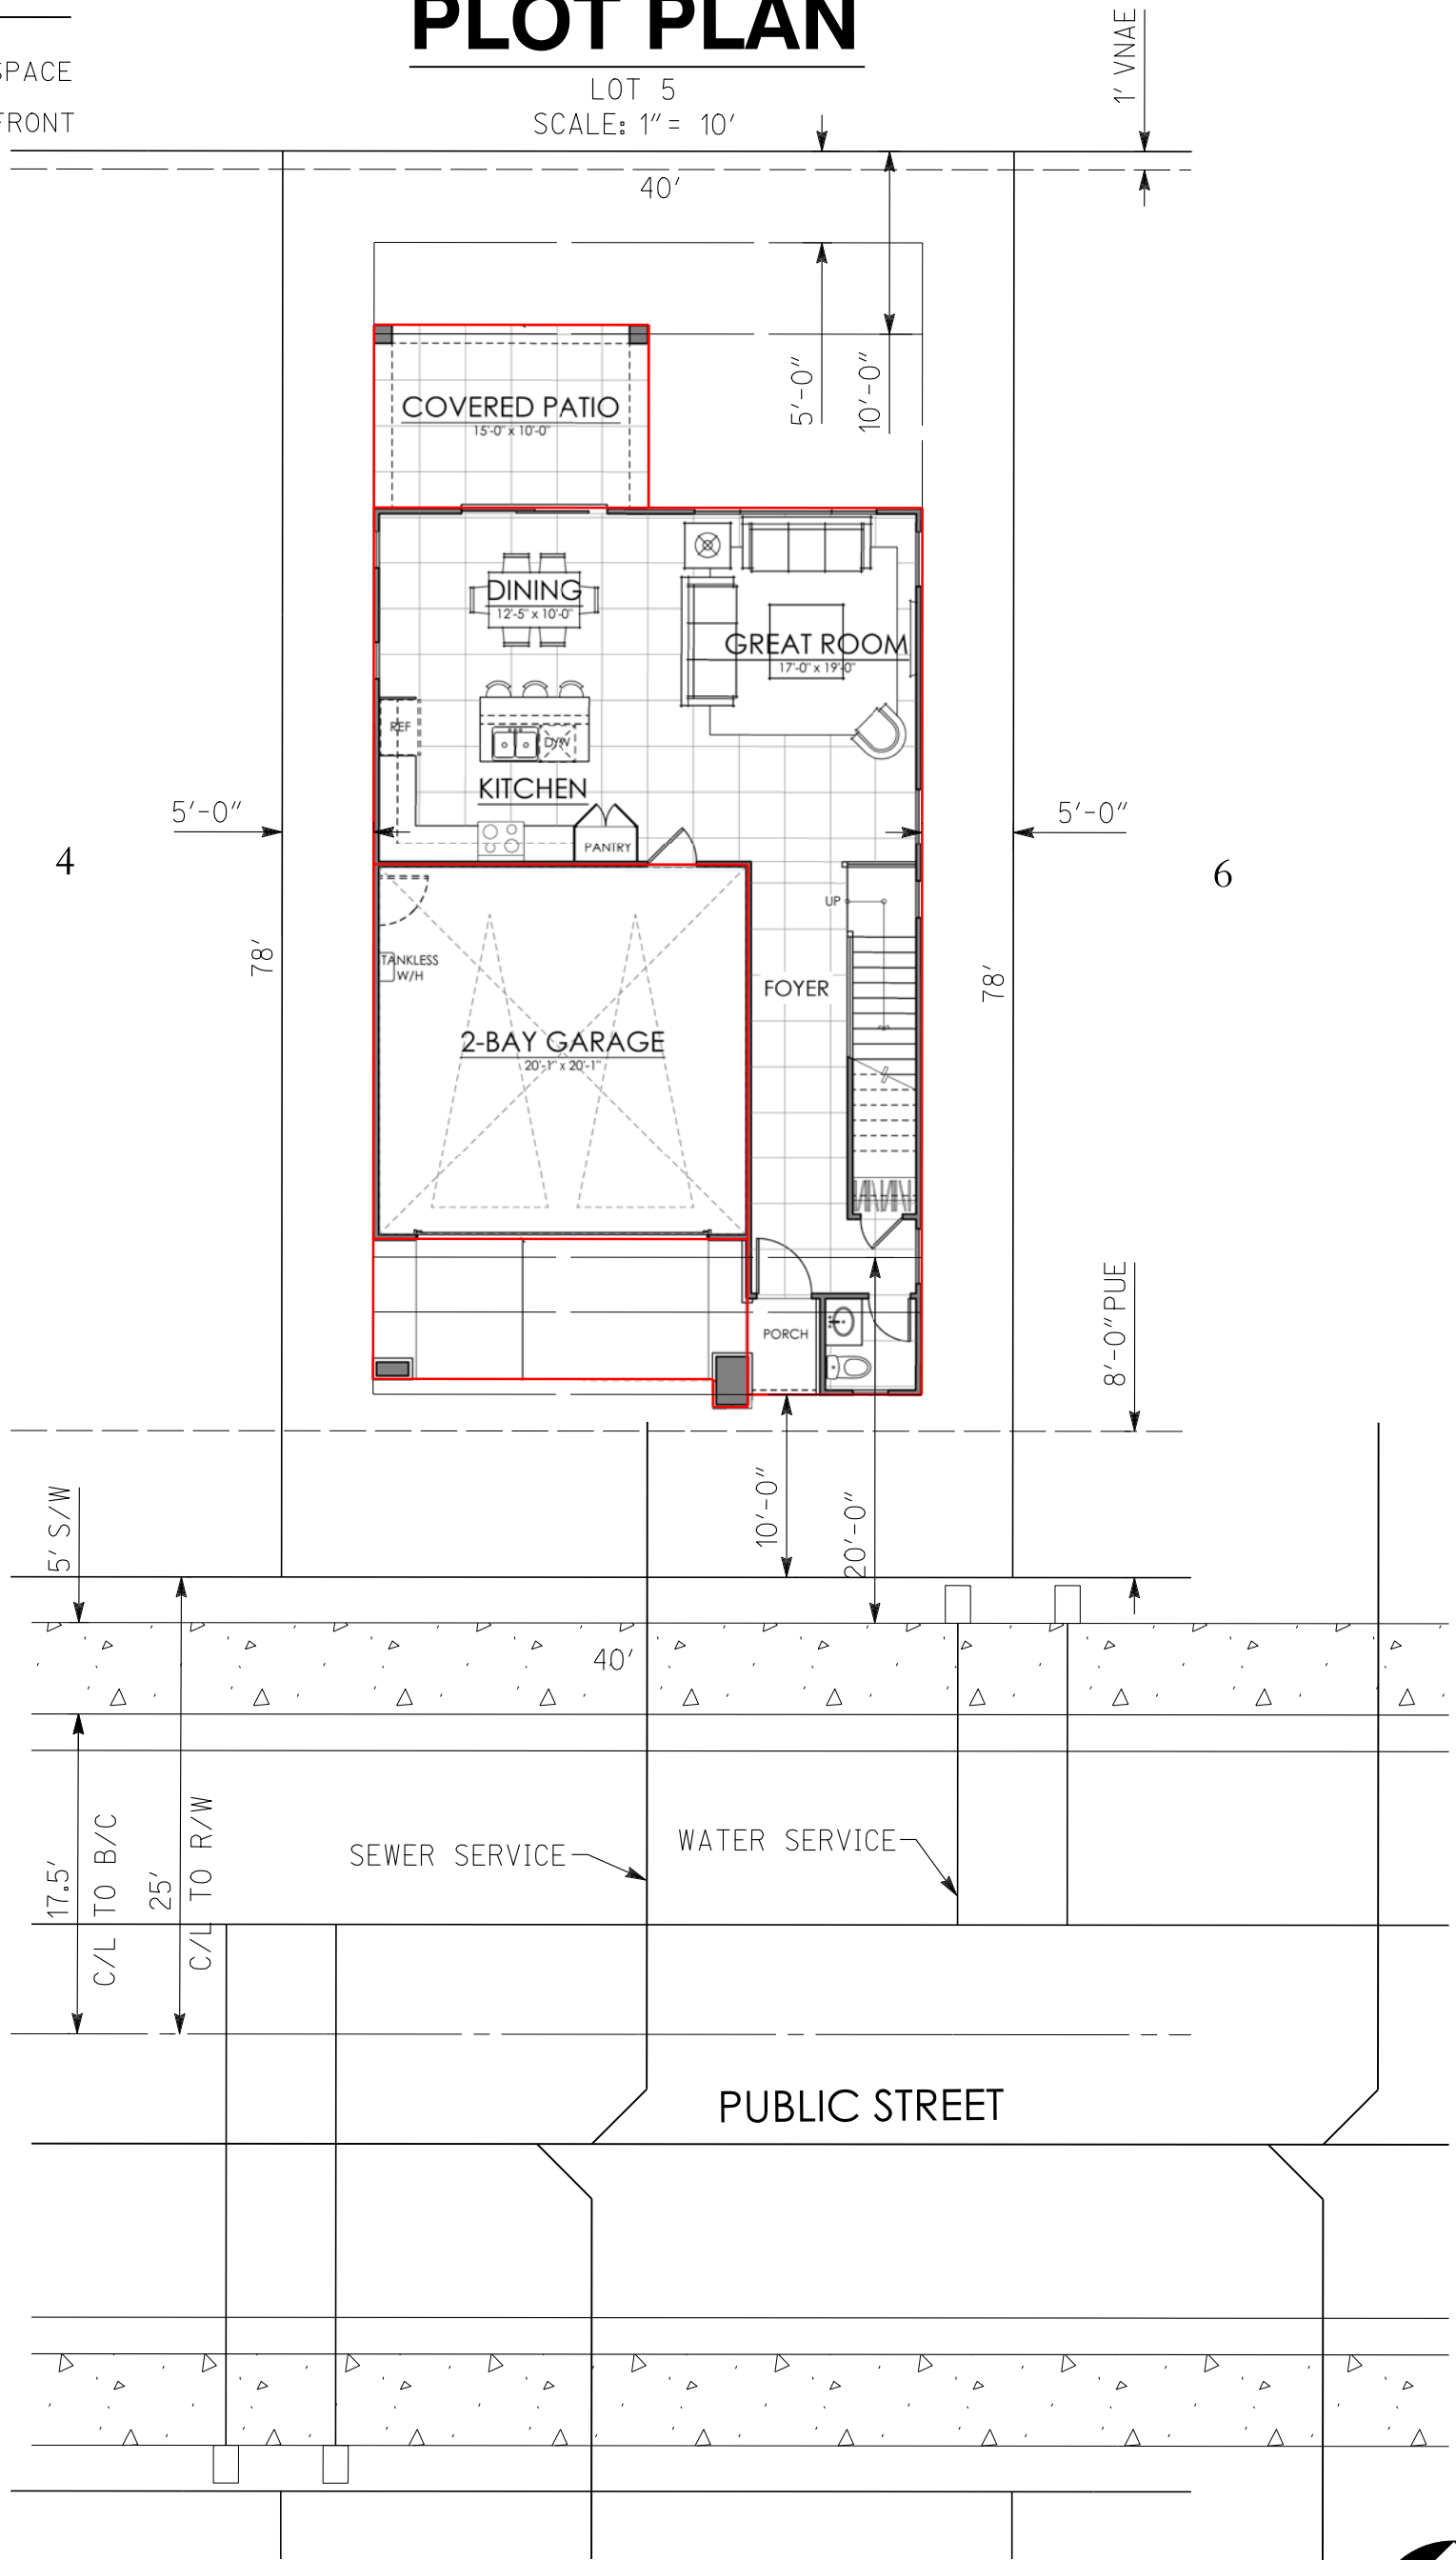 PLOT PLAN
LOT 5
SCALE: 1"= 10'
SPACE
FRONT
1' VNAE
40'
5'-0"
10'-0"
COVERED PATIO
15'-0" x 10'-0"
DINING
12'-5" x 10'-0"
GREAT ROOM
17'-0" x 19'-0"
REF
D/W
KITCHEN
PANTRY
5'-0"
5'-0"
4
6
UP
78'
78'
TANKLESS
W/H
FOYER
2-BAY GARAGE
20'-1" x 20'-1"
PORCH
8'-0"PUE
10'-0"
20'-0"
5' S/W
40'
SEWER SERVICE
WATER SERVICE
17.5'
C/L TO B/C
25'
C/L TO R/W
PUBLIC STREET